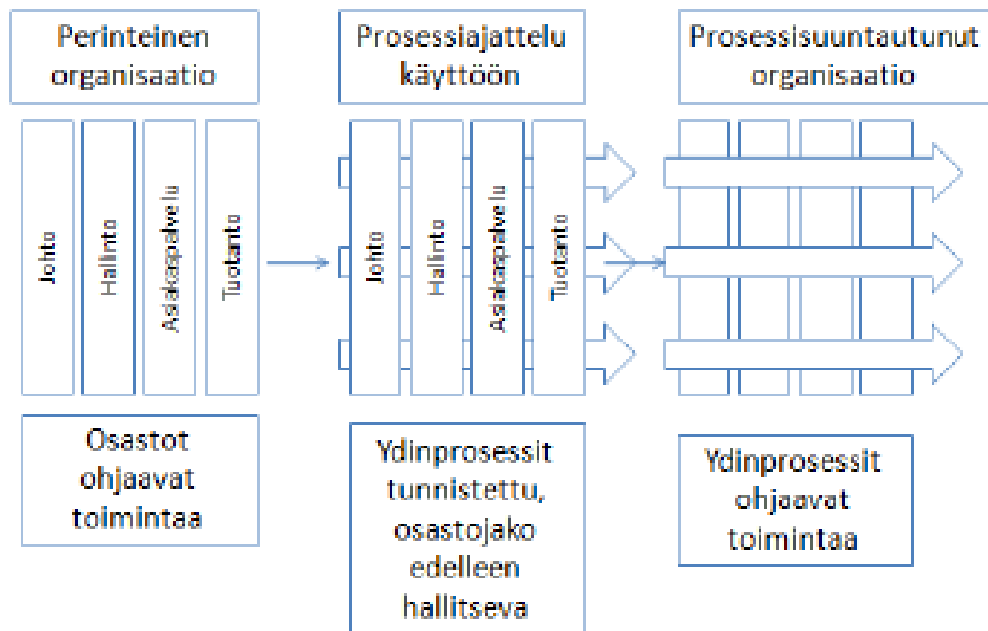 Perinteinen
organisaatio
Prosessiajattelu
käyttöön
Prosessisuuntautunut
organisaatio
Johto
Hallinto
Asiakaspalvelu
Tuotanto
Johto
Hallinto
Asiakaspalvelu
Tuotanto
Osastot
ohjaavat
toimintaa
Ydinprosessit
tunnistettu,
osastojako
edelleen
hallitseva
Ydinprosessit
ohjaavat
toimintaa